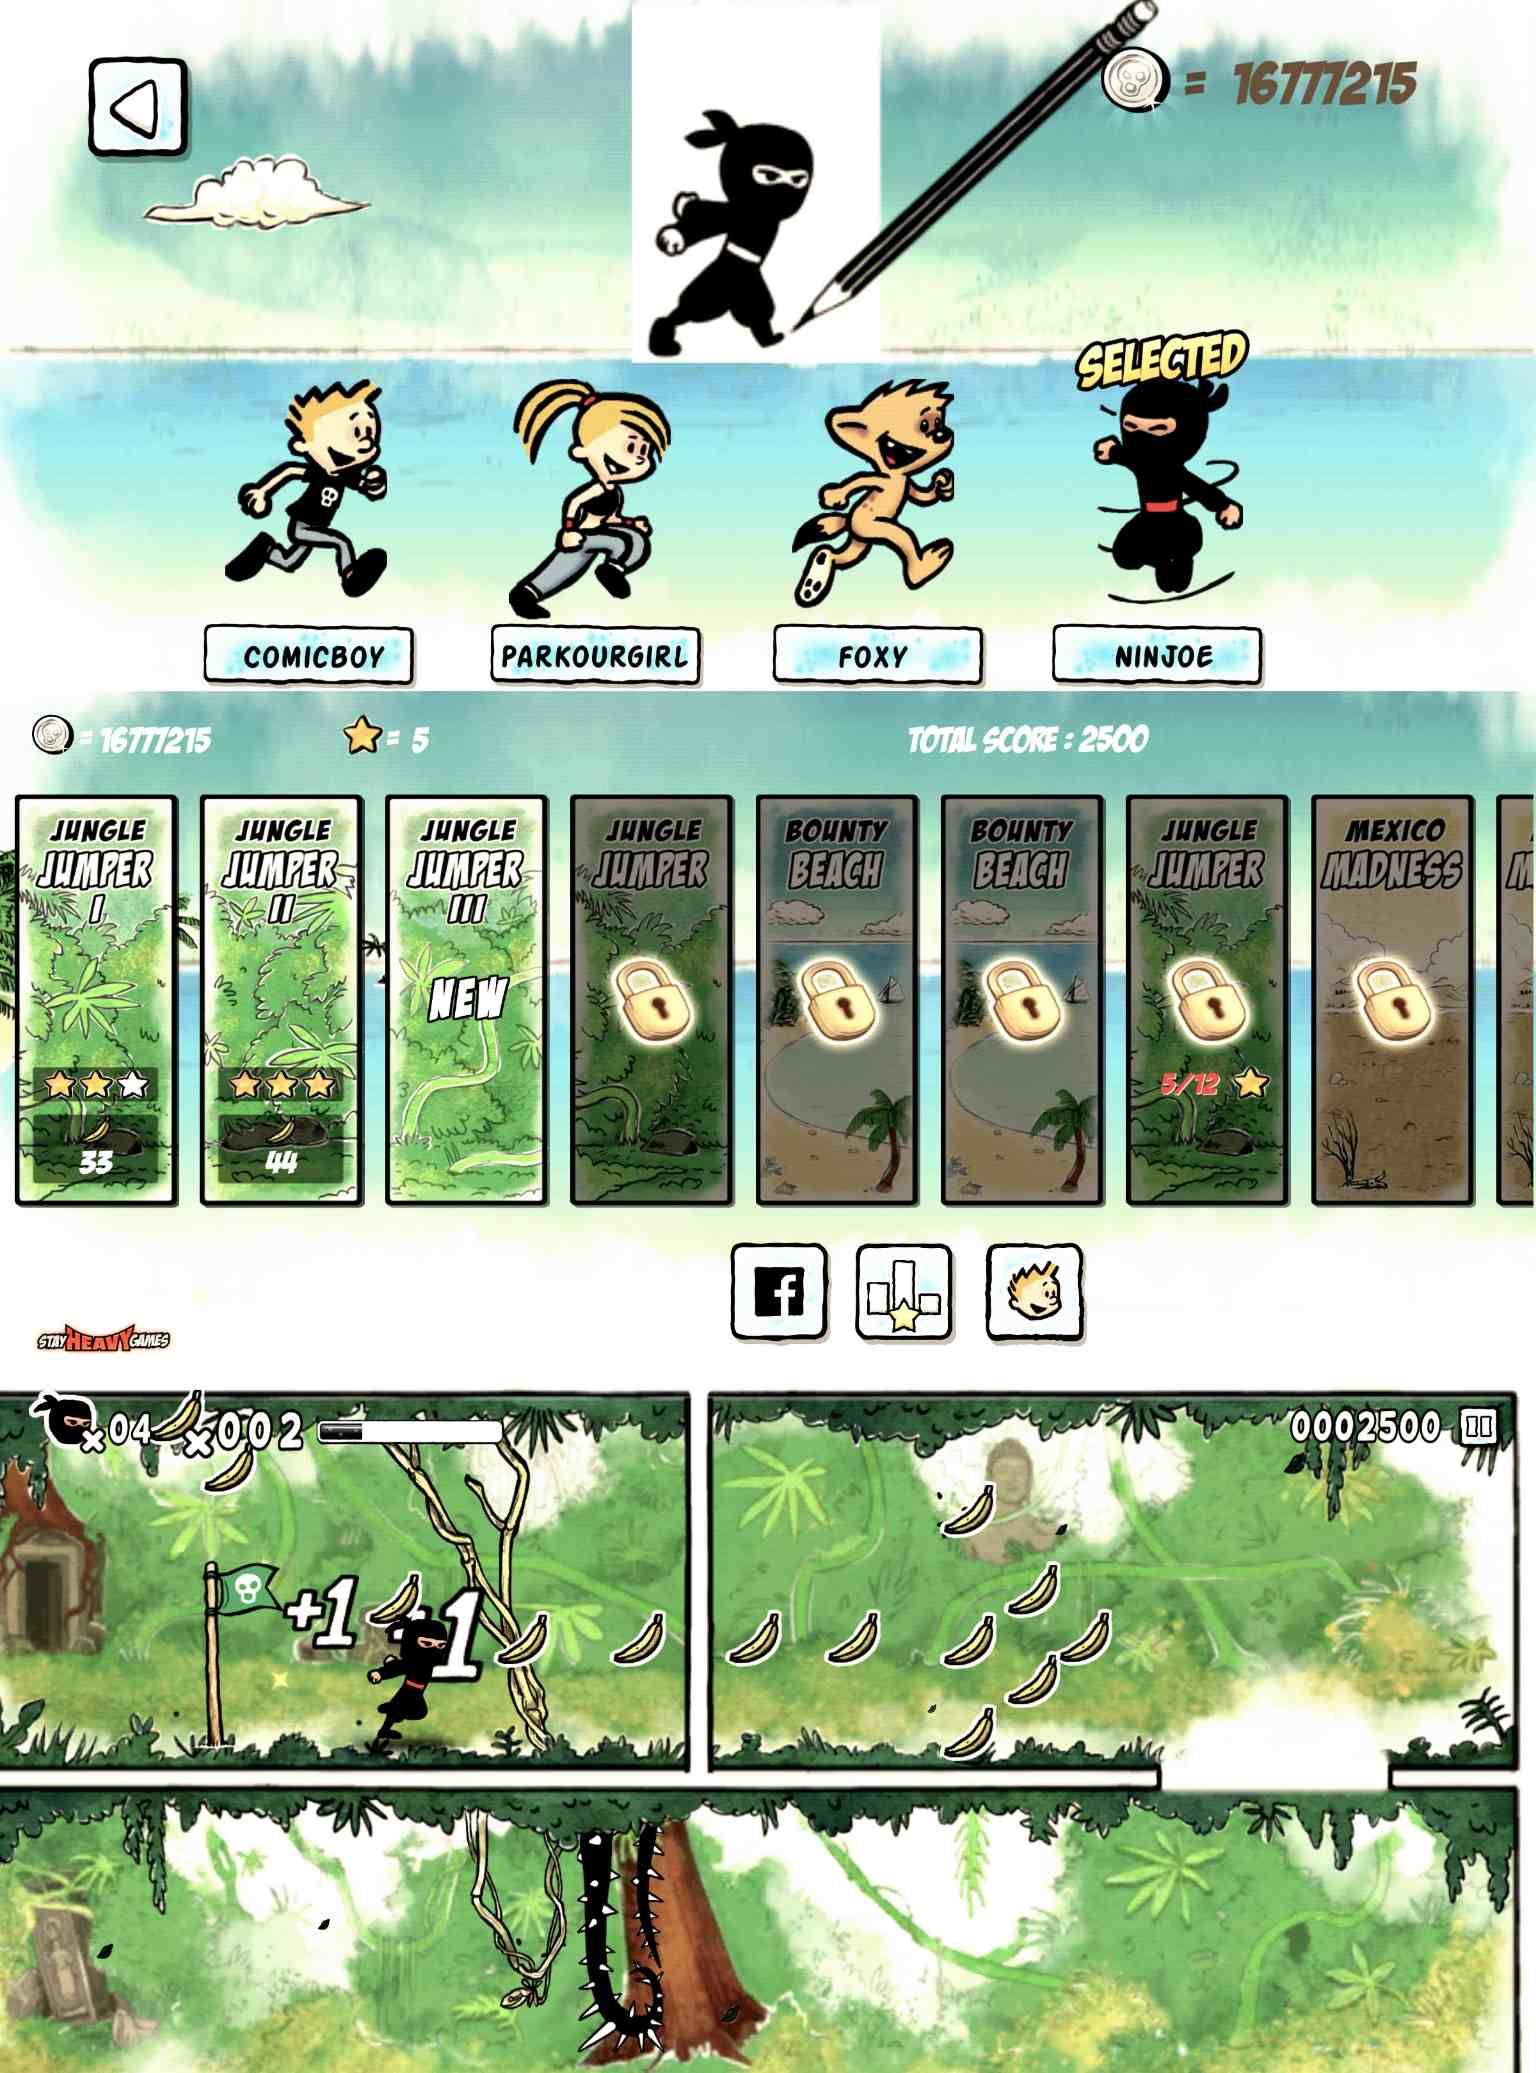 = 16777215
SELECTED
COMICBOY
PARKOURGIRL
FOXY
NINJOE
= 16777215
= 5
TOTAL SCORE : 2500
JUNGLE
JUMPER
I
33
JUNGLE
JUMPER
II
44
JUNGLE
JUMPER
III
NEW
JUNGLE
JUMPER
BOUNTY
BEACH
BOUNTY
BEACH
JUNGLE
JUMPER
5/12
MEXICO
MADNESS
M
f
STAY HEAVY GAMES
x04
x002
0002500
+1
+1